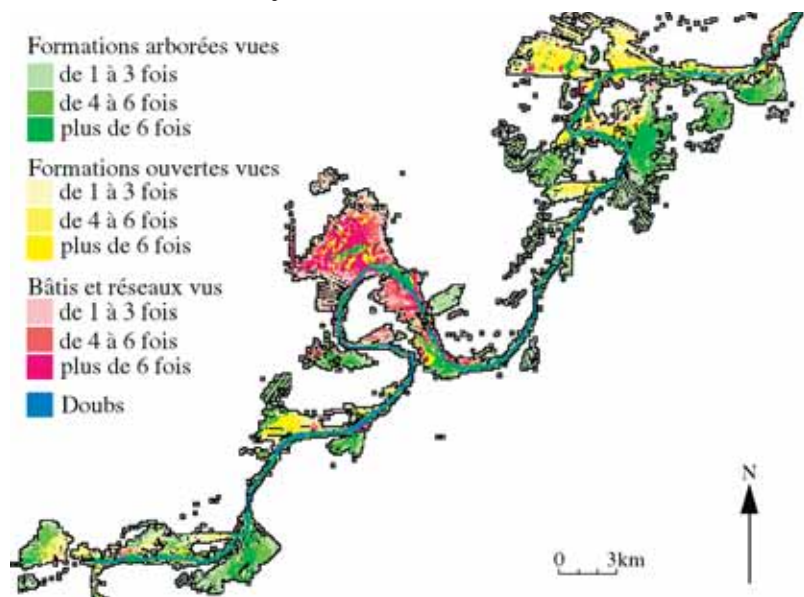 Formations arborées vues
de 1 à 3 fois
de 4 à 6 fois
plus de 6 fois
Formations ouvertes vues
de 1 à 3 fois
de 4 à 6 fois
plus de 6 fois
Bâtis et réseaux vus
de 1 à 3 fois
de 4 à 6 fois
plus de 6 fois
Doubs
N
0 3km